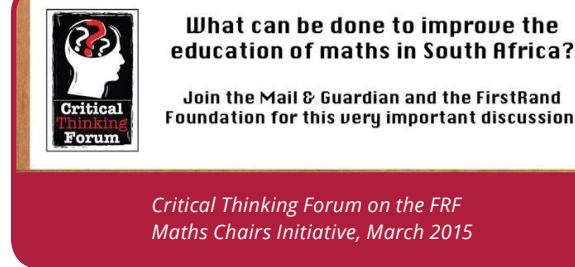 What can be done to improve the
education of maths in South Africa?
Join the Mail & Guardian and the FirstRand
Foundation for this very important discussion
???
Critical
Thinking
Forum
Critical Thinking Forum on the FRF
Maths Chairs Initiative, March 2015